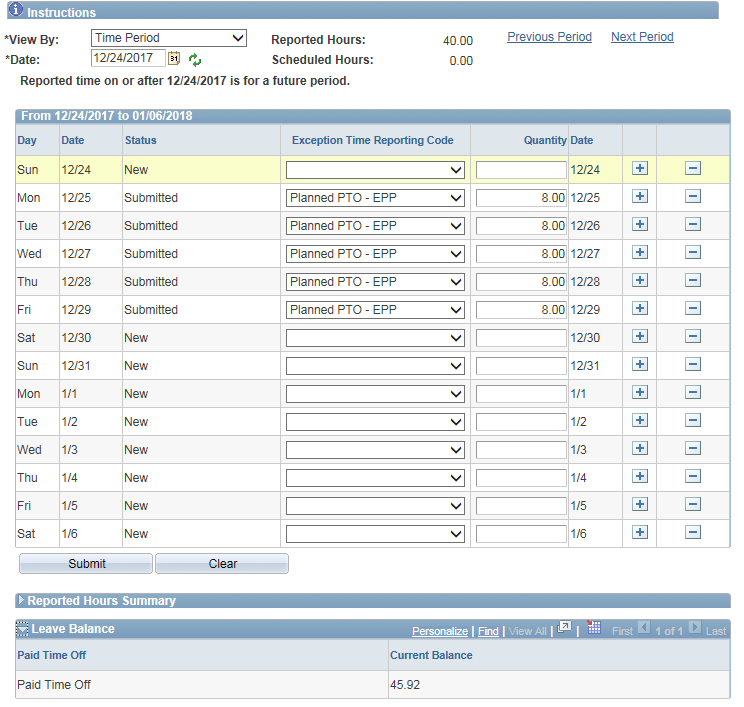 Instructions
*View By: Time Period Reported Hours: 40.00 Previous Period Next Period
*Date: 12/24/2017 31 Scheduled Hours: 0.00
Reported time on or after 12/24/2017 is for a future period.
From 12/24/2017 to 01/06/2018
Day Date Status Exception Time Reporting Code Quantity Date
Sun 12/24 New 12/24
Mon 12/25 Submitted Planned PTO - EPP 8.00 12/25
Tue 12/26 Submitted Planned PTO - EPP 8.00 12/26
Wed 12/27 Submitted Planned PTO - EPP 8.00 12/27
Thu 12/28 Submitted Planned PTO - EPP 8.00 12/28
Fri 12/29 Submitted Planned PTO - EPP 8.00 12/29
Sat 12/30 New 12/30
Sun 12/31 New 12/31
Mon 1/1 New 1/1
Tue 1/2 New 1/2
Wed 1/3 New 1/3
Thu 1/4 New 1/4
Fri 1/5 New 1/5
Sat 1/6 New 1/6
Submit Clear
Reported Hours Summary
Leave Balance Personalize | Find | View All | | First 1 of 1 Last
Paid Time Off Current Balance
Paid Time Off 45.92